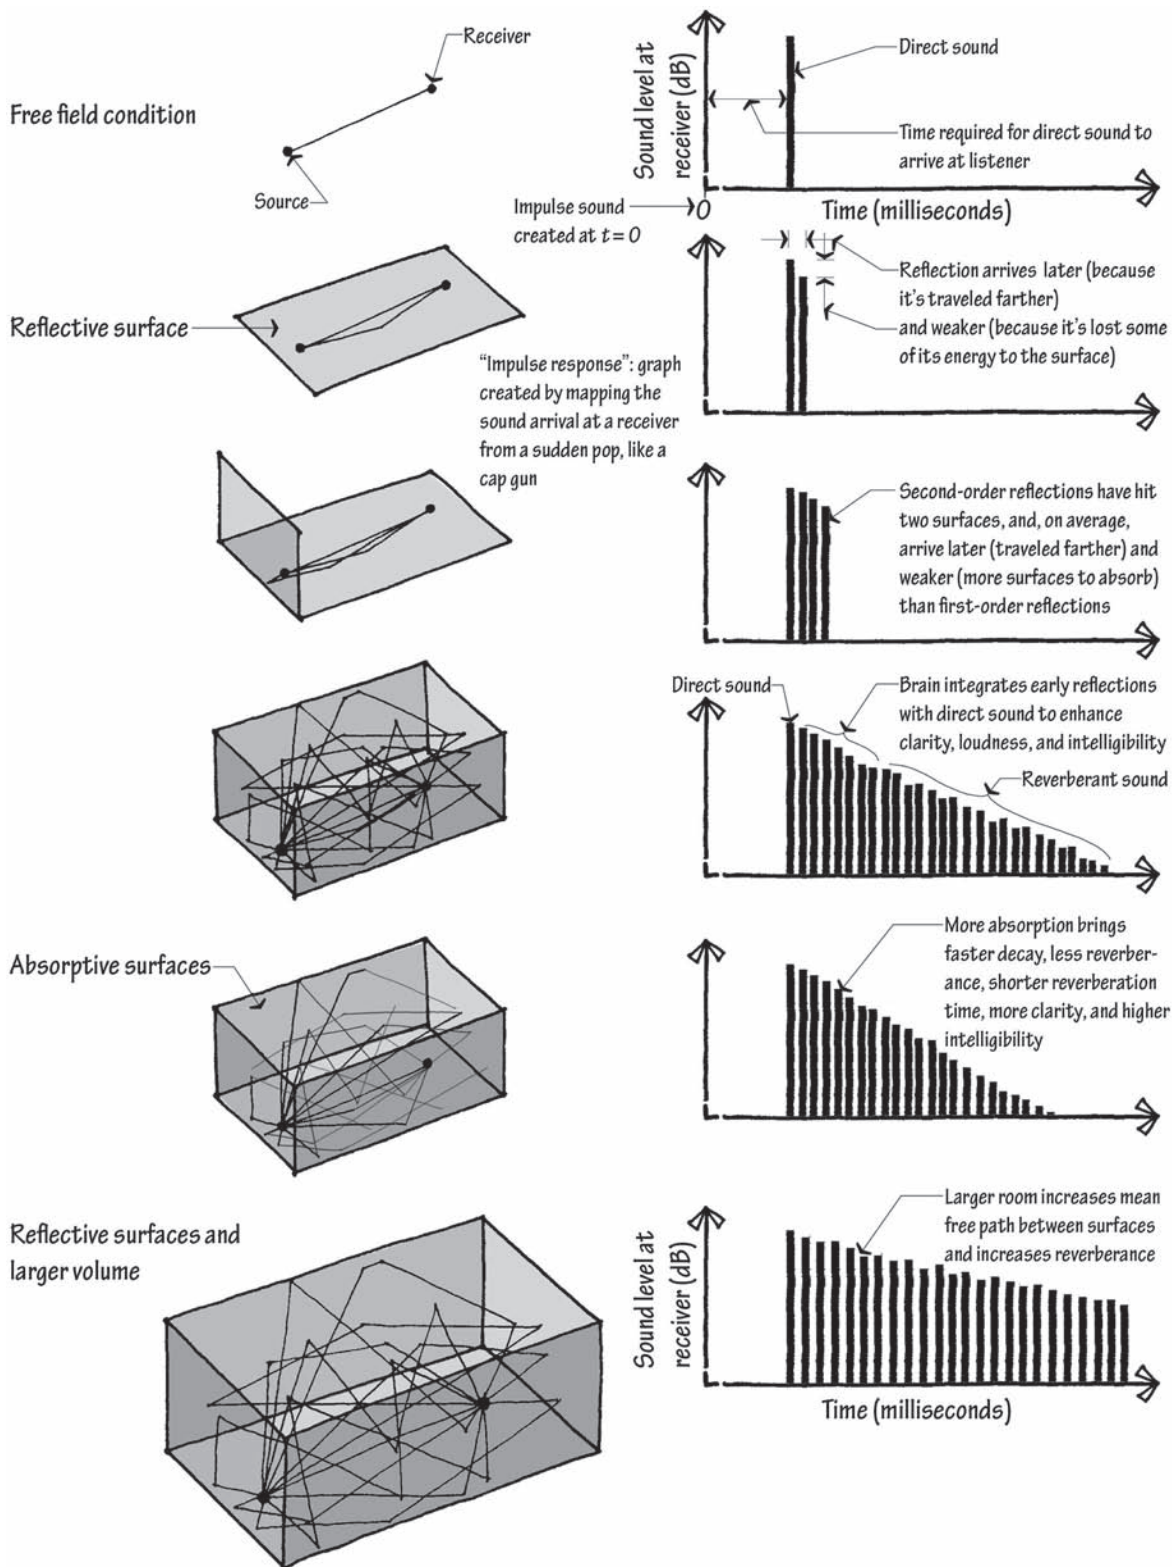 Receiver
Free field condition
Source
Sound level at
receiver (dB)
Direct sound
Time required for direct sound to
arrive at listener
Impulse sound
created at t = 0
0
Time (milliseconds)
Reflective surface
Reflection arrives later (because
it's traveled farther)
and weaker (because it's lost some
of its energy to the surface)
"Impulse response": graph
created by mapping the
sound arrival at a receiver
from a sudden pop, like a
cap gun
Second-order reflections have hit
two surfaces, and, on average,
arrive later (traveled farther) and
weaker (more surfaces to absorb)
than first-order reflections
Direct sound
Brain integrates early reflections
with direct sound to enhance
clarity, loudness, and intelligibility
Reverberant sound
Absorptive surfaces
More absorption brings
faster decay, less reverber-
ance, shorter reverberation
time, more clarity, and higher
intelligibility
Reflective surfaces and
larger volume
Sound level at
receiver (dB)
Larger room increases mean
free path between surfaces
and increases reverberance
Time (milliseconds)